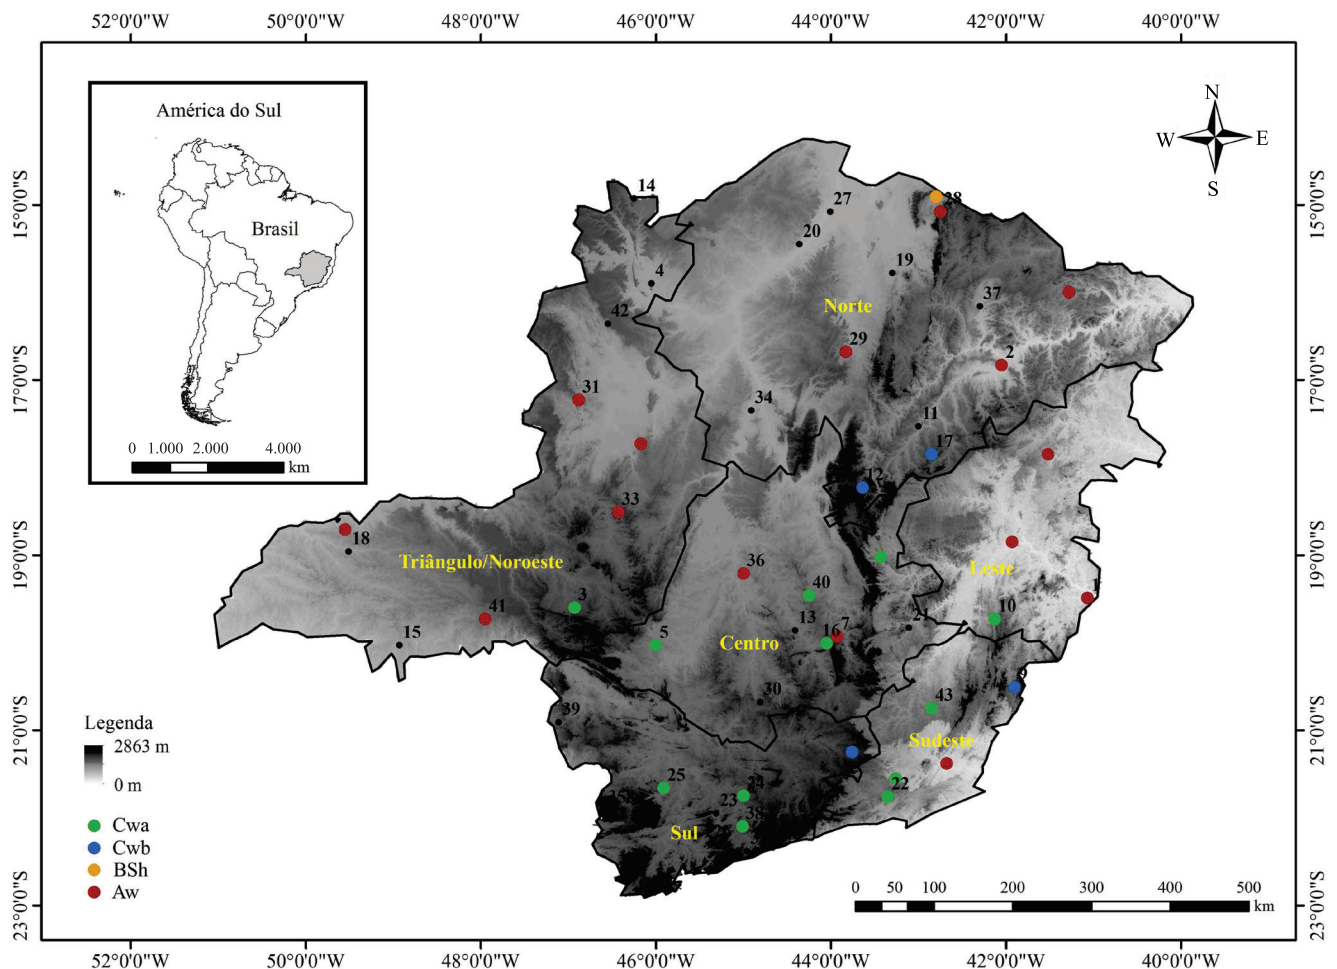 52°0'0"W 50°0'0"W 48°0'0"W 46°0'0"W 44°0'0"W 42°0'0"W 40°0'0"W
América do Sul
Brasil
0 1.000 2.000 4.000
km
N
W E
S
15°0'0"S
17°0'0"S
19°0'0"S
21°0'0"S
23°0'0"S
15°0'0"S
17°0'0"S
19°0'0"S
21°0'0"S
23°0'0"S
14
27
28
20
4
19
37
42
Norte
29
2
31
34
11
17
12
33
18
Triângulo/Noroeste
36
Leste
40
1
3
41
10
13
16 7
21
5
Centro
15
9
30
43
39
Sudeste
25
24
22
23
38
Sul
Legenda
2863 m
0 m
Cwa
Cwb
BSh
Aw
0 50 100 200 300 400 500
km
52°0'0"W 50°0'0"W 48°0'0"W 46°0'0"W 44°0'0"W 42°0'0"W 40°0'0"W